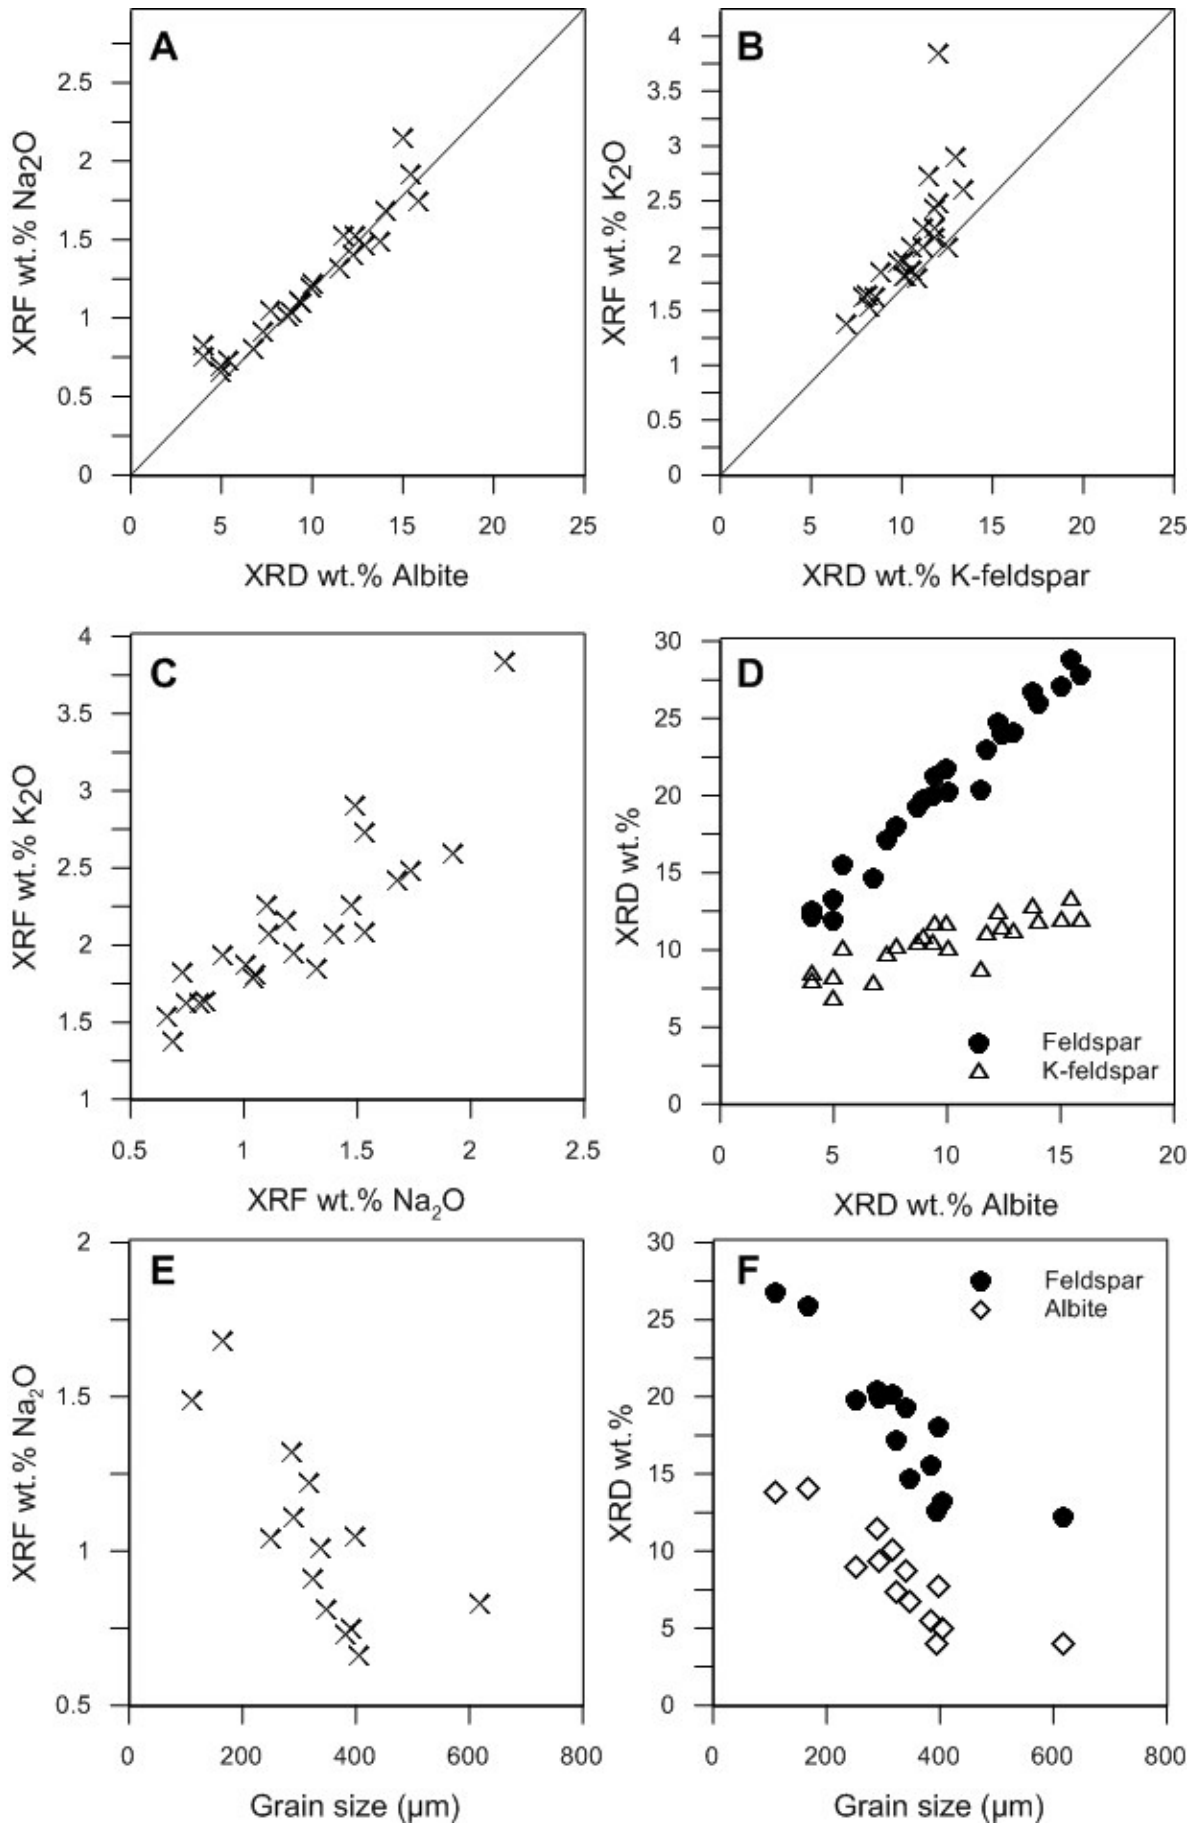 A
2.5
2
1.5
1
0.5
0
XRF wt.% Na2O
0 5 10 15 20 25
XRD wt.% Albite
B
4
3.5
3
2.5
2
1.5
1
0.5
0
XRF wt.% K2O
0 5 10 15 20 25
XRD wt.% K-feldspar
C
4
3.5
3
2.5
2
1.5
1
XRF wt.% K2O
0.5 1 1.5 2 2.5
XRF wt.% Na₂O
D
30
25
20
15
10
5
0
XRD wt.%
Feldspar
K-feldspar
0 5 10 15 20
XRD wt.% Albite
E
2
1.5
1
0.5
XRF wt.% Na₂O
0 200 400 600 800
Grain size (µm)
F
30
25
20
15
10
5
0
XRD wt.%
Feldspar
Albite
0 200 400 600 800
Grain size (µm)